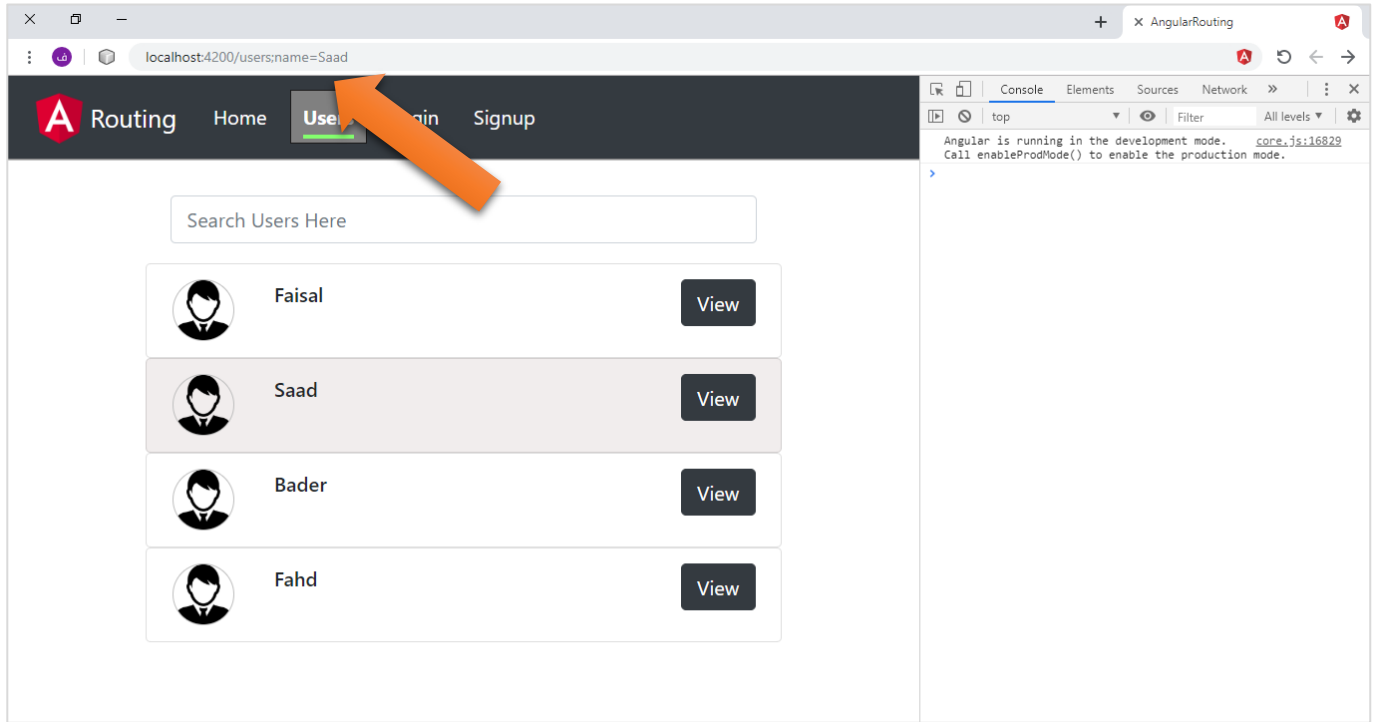 AngularRouting
ف
localhost:4200/users;name=Saad
Routing
Home
Signup
Console
Elements
Sources
Network
top
Filter
All levels
Angular is running in the development mode. core.js:16829
Call enableProdMode() to enable the production mode.
Search Users Here
Faisal
View
Saad
View
Bader
View
Fahd
View